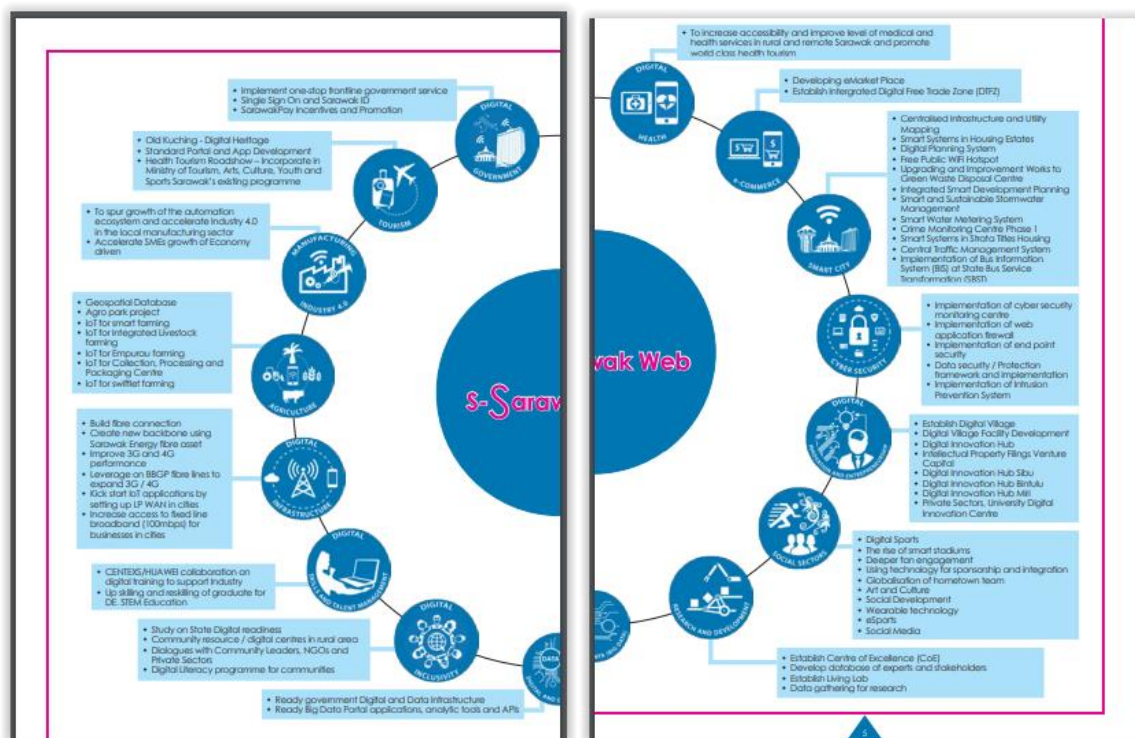 • Implement one-stop frontline government service
• Single Sign On and Sarawak ID
• SarawakPay Incentives and Promotion
DIGITAL
GOVERNMENT
• Old Kuching - Digital Heritage
• Standard Portal and App Development
• Health Tourism Roadshow – Incorporate in
Ministry of Tourism, Arts, Culture, Youth and
Sports Sarawak's existing programme
TOURISM
• To spur growth of the automation
ecosystem and accelerate Industry 4.0
in the local manufacturing sector
• Accelerate SMEs growth of Economy
driven
MANUFACTURING
INDUSTRY 4.0
• Geospatial Database
• Agro park project
• IoT for smart farming
• IoT for Integrated Livestock
farming
• IoT for Empurau farming
• IoT for Collection, Processing and
Packaging Centre
• IoT for swiftlet farming
AGRICULTURE
• Build fibre connection
• Create new backbone using
Sarawak Energy fibre asset
• Improve 3G and 4G
performance
• Leverage on BBGP fibre lines to
expand 3G / 4G
• Kick start IoT applications by
setting up LP WAN in cities
• Increase access to fixed line
broadband (100mbps) for
businesses in cities
DIGITAL
INFRASTRUCTURE
• CENTEXS/HUAWEI collaboration on
digital training to support Industry
• Up skilling and reskilling of graduate for
DE. STEM Education
DIGITAL
SKILLS AND TALENT MANAGEMENT
• Study on State Digital readiness
• Community resource / digital centres in rural area
• Dialogues with Community Leaders, NGOs and
Private Sectors
• Digital Literacy programme for communities
DIGITAL
INCLUSIVITY
• Ready government Digital and Data Infrastructure
• Ready Big Data Portal applications, analytic tools and APIs
DATA
S-Saraw
• To increase accessibility and improve level of medical and
health services in rural and remote Sarawak and promote
world class health tourism
DIGITAL
HEALTH
• Developing eMarket Place
• Establish intergrated Digital Free Trade Zone (DTFZ)
e-COMMERCE
• Centralised Infrastructure and Utility
Mapping
• Smart Systems in Housing Estates
• Digital Planning System
• Free Public WiFi Hotspot
• Upgrading and Improvement Works to
Green Waste Disposal Centre
• Integrated Smart Development Planning
• Smart and Sustainable Stormwater
Management
• Smart Water Metering System
• Crime Monitoring Centre Phase 1
• Smart Systems in Strata Titles Housing
• Central Traffic Management System
• Implementation of Bus Information
System (BIS) at State Bus Service
Transformation (SBST)
SMART CITY
• Implementation of cyber security
monitoring centre
• Implementation of web
application firewall
• Implementation of end point
security
• Data security / Protection
framework and implementation
• Implementation of Intrusion
Prevention System
CYBER SECURITY
vak Web
• Establish Digital Village
• Digital Village Facility Development
• Digital Innovation Hub
• Intellectual Property Filings Venture
Capital
• Digital Innovation Hub Sibu
• Digital Innovation Hub Bintulu
• Digital Innovation Hub Miri
• Private Sectors, University Digital
Innovation Centre
DIGITAL
INNOVATION AND ENTREPRENEURSHIP
• Digital Sports
• The rise of smart stadiums
• Deeper fan engagement
• Using technology for sponsorship and integration
• Globalisation of hometown team
• Art and Culture
• Social Development
• Wearable technology
• eSports
• Social Media
SOCIAL SECTORS
RESEARCH AND DEVELOPMENT
• Establish Centre of Excellence (CoE)
• Develop database of experts and stakeholders
• Establish Living Lab
• Data gathering for research
5